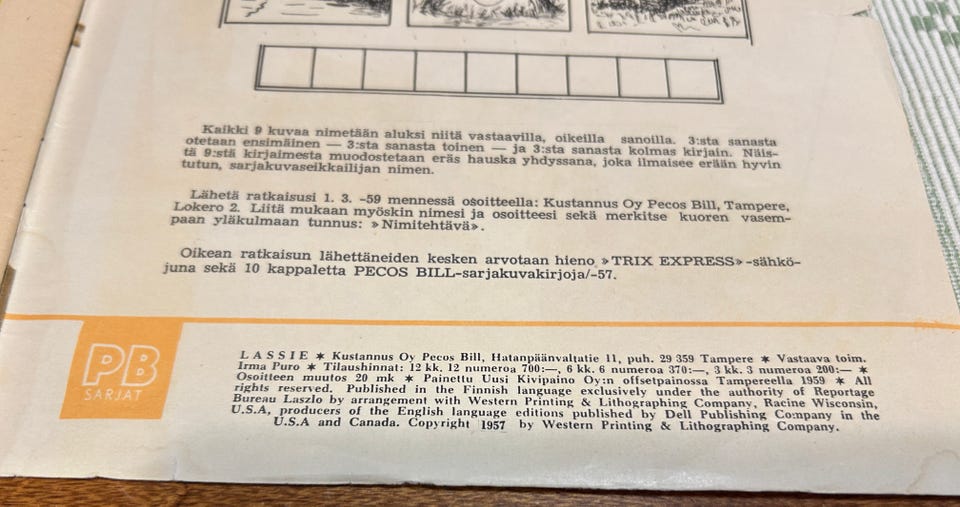 Kaikki 9 kuvaa nimetään aluksi niitä vastaavilla, oikeilla sanoilla. 3:sta sanasta
otetaan ensimäinen — 3:sta sanasta toinen — ja 3:sta sanasta kolmas kirjain. Näis-
tä 9:stä kirjaimesta muodostetaan eräs hauska yhdyssana, joka ilmaisee erään hyvin
tutun, sarjakuvaseikkailijan nimen.
Lähetä ratkaisusi 1. 3. -59 mennessä osoitteella: Kustannus Oy Pecos Bill, Tampere,
Lokero 2. Liitä mukaan myöskin nimesi ja osoitteesi sekä merkitse kuoren vasem-
paan yläkulmaan tunnus: »Nimitehtävä».
Oikean ratkaisun lähettäneiden kesken arvotaan hieno »TRIX EXPRESS» -sähkö-
juna sekä 10 kappaletta PECOS BILL-sarjakuvakirjoja/-57.
PB
SARJAT
LASSIE ★ Kustannus Oy Pecos Bill, Hatanpäänvaltatie 11, puh. 29 359 Tampere ★ Vastaava toim.
Irma Puro ★ Tilaushinnat: 12 kk. 12 numeroa 700:—, 6 kk. 6 numeroa 370:—, 3 kk. 3 numeroa 200:— ★
Osoitteen muutos 20 mk ★ Painettu Uusi Kivipaino Oy:n offsetpainossa Tampereella 1959 ★ All
rights reserved. Published in the Finnish language exclusively under the authority of Reportage
Bureau Laszlo by arrangement with Western Printing & Lithographing Company, Racine Wisconsin,
U.S.A, producers of the English language editions published by Dell Publishing Company in the
U.S.A and Canada. Copyright 1957 by Western Printing & Lithographing Company.